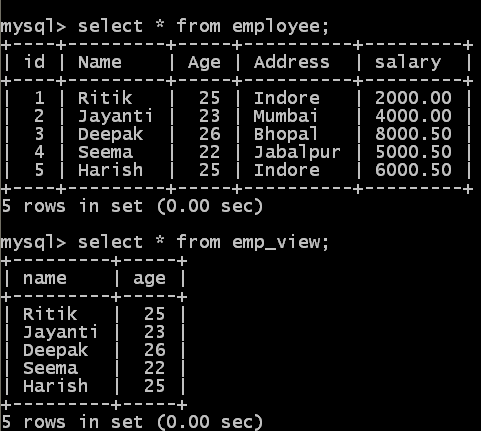 mysql> select * from employee;
+----+---------+-----+----------+---------+
| id | Name    | Age | Address  | salary  |
+----+---------+-----+----------+---------+
|  1 | Ritik   |  25 | Indore   | 2000.00 |
|  2 | Jayanti |  23 | Mumbai   | 4000.00 |
|  3 | Deepak  |  26 | Bhopal   | 8000.50 |
|  4 | Seema   |  22 | Jabalpur | 5000.50 |
|  5 | Harish  |  25 | Indore   | 6000.50 |
+----+---------+-----+----------+---------+
5 rows in set (0.00 sec)
mysql> select * from emp_view;
+---------+-----+
| name    | age |
+---------+-----+
| Ritik   |  25 |
| Jayanti |  23 |
| Deepak  |  26 |
| Seema   |  22 |
| Harish  |  25 |
+---------+-----+
5 rows in set (0.00 sec)